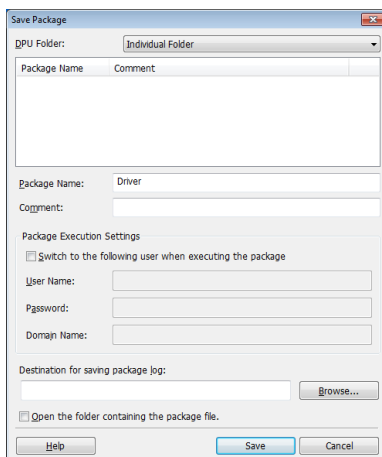 Save Package
DPU Folder: Individual Folder
Package Name Comment
Package Name: Driver
Comment:
Package Execution Settings
Switch to the following user when executing the package
User Name:
Password:
Domain Name:
Destination for saving package log:
Browse...
Open the folder containing the package file.
Help Save Cancel